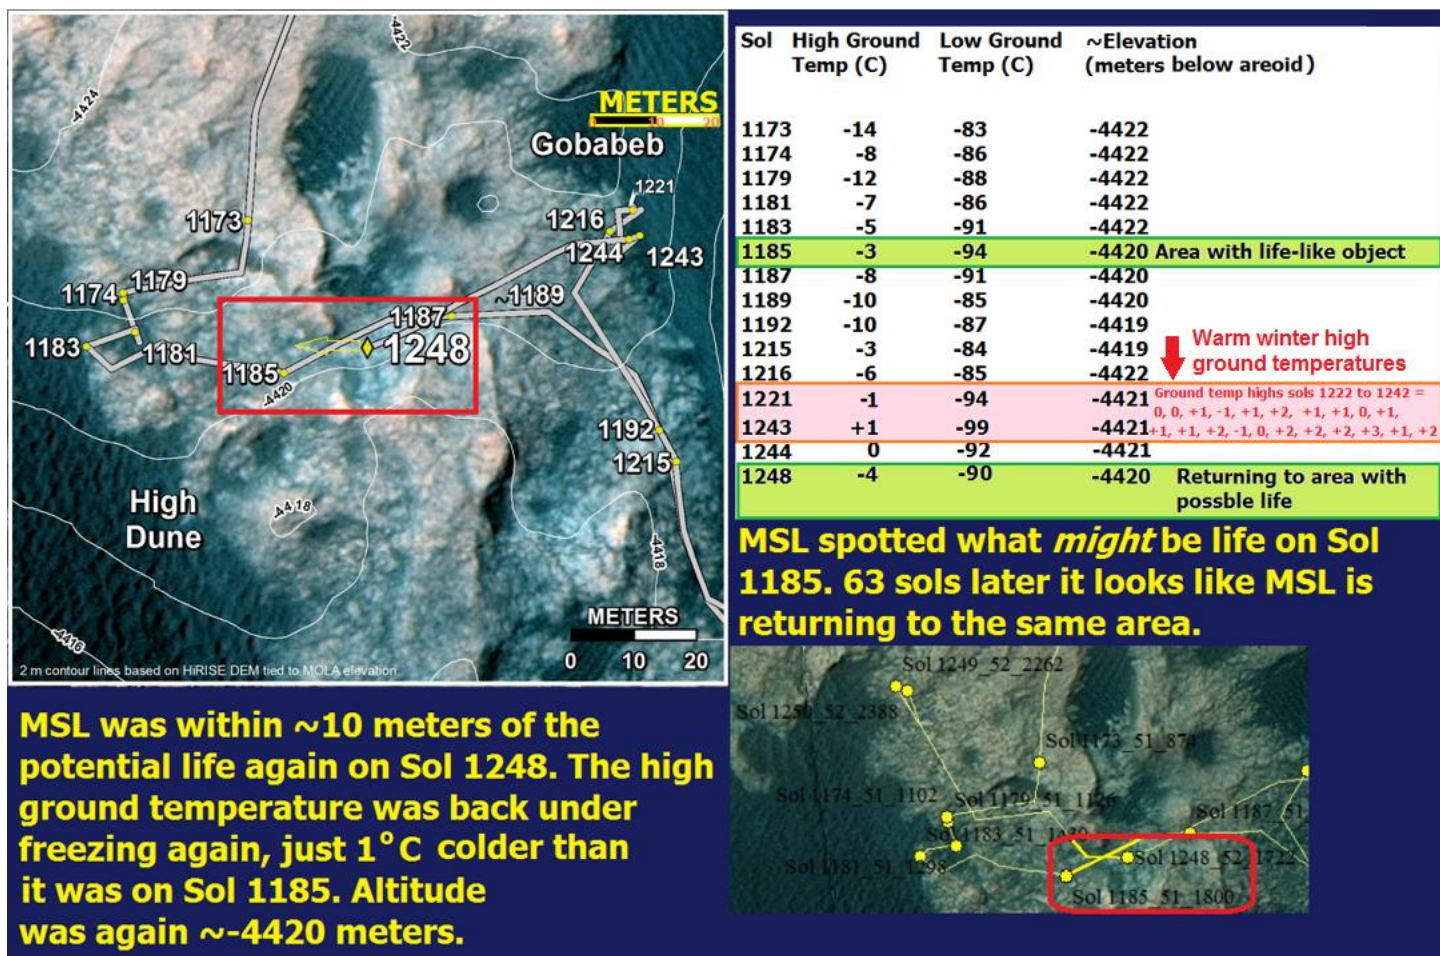 -4422
-4424
METERS
0 10 20
Gobabeb
1221
1173
1216
1244
1243
1179
1174
~1189
1187
1183
1181
1248
1185
-4420
1192
1215
High
Dune
-4418
-4418
METERS
-4416
0 10 20
2 m contour lines based on HiRISE DEM tied to MOLA elevation.
Sol High Ground Low Ground ~Elevation
Temp (C) Temp (C) (meters below areoid)
1173 -14 -83 -4422
1174 -8 -86 -4422
1179 -12 -88 -4422
1181 -7 -86 -4422
1183 -5 -91 -4422
1185 -3 -94 -4420 Area with life-like object
1187 -8 -91 -4420
1189 -10 -85 -4420
1192 -10 -87 -4419
1215 -3 -84 -4419
1216 -6 -85 -4422
Warm winter high
ground temperatures
1221 -1 -94 -4421 Ground temp highs sols 1222 to 1242 =
0, 0, +1, -1, +1, +2, +1, +1, 0, +1,
1243 +1 -99 -4421 +1, +1, +2, -1, 0, +2, +2, +2, +3, +1, +2
1244 0 -92 -4421
1248 -4 -90 -4420 Returning to area with
possble life
MSL spotted what might be life on Sol
1185. 63 sols later it looks like MSL is
returning to the same area.
Sol 1249_52_2262
Sol 1250_52_2388
Sol 1173_51_874
Sol 1174_51_1102
Sol 1179_51_1126
Sol 1187_51
Sol 1181_51_1298
Sol 1248_52_1722
Sol 1185_51_1800
MSL was within ~10 meters of the
potential life again on Sol 1248. The high
ground temperature was back under
freezing again, just 1°C colder than
it was on Sol 1185. Altitude
was again ~-4420 meters.